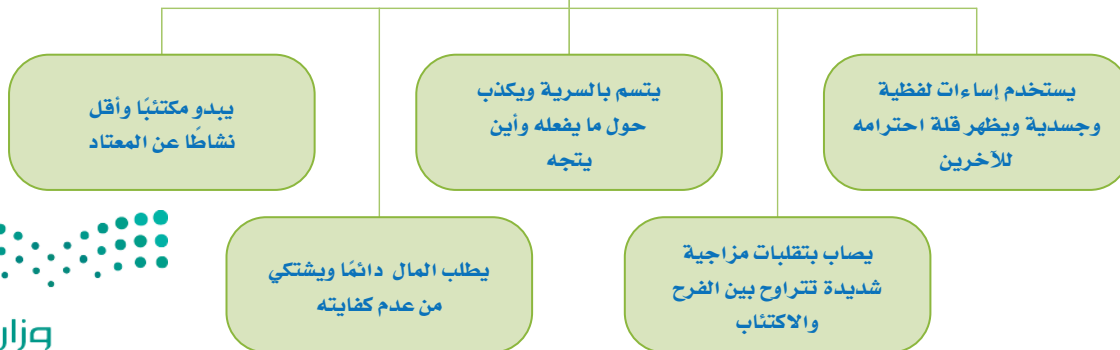 يستخدم إساءات لفظية
وجسدية ويظهر قلة احترامه
للآخرين
يتسم بالسرية ويكذب
حول ما يفعله وأين
يتجه
يبدو مكتئبًا وأقل
نشاطًا عن المعتاد
يصاب بتقلبات مزاجية
شديدة تتراوح بين الفرح
والاكتئاب
يطلب المال دائمًا ويشتكي
من عدم كفايته